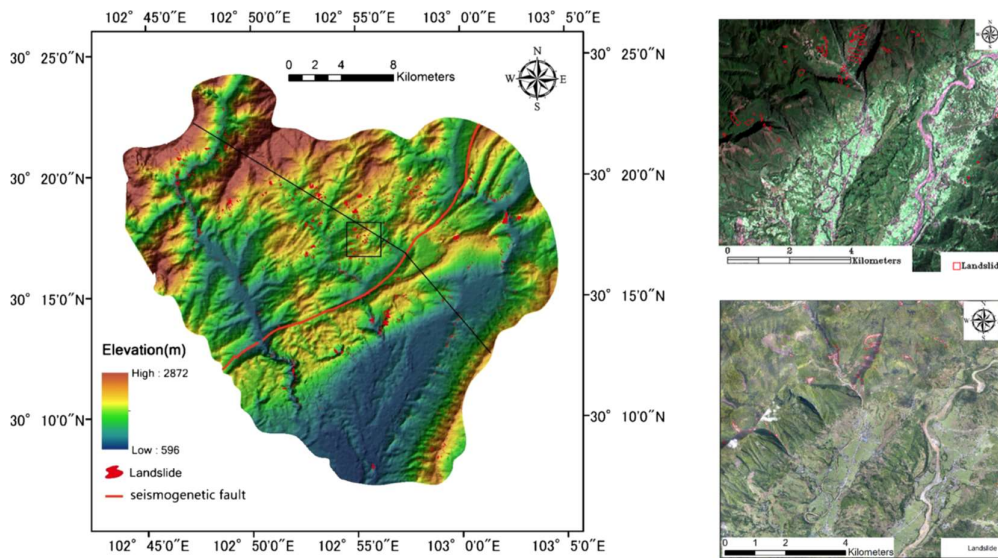 102° 45'0"E 102° 50'0"E 102° 55'0"E 103° 0'0"E 103° 5'0"E
30° 25'0"N
30° 20'0"N
30° 15'0"N
30° 10'0"N
0 2 4 8
Kilometers
N
W E
S
30° 25'0"N
30° 20'0"N
30° 15'0"N
30° 10'0"N
Elevation(m)
High : 2872
Low : 596
Landslide
seismogenetic fault
102° 45'0"E 102° 50'0"E 102° 55'0"E 103° 0'0"E 103° 5'0"E
0 2 4
Kilometers
Landslid
0 1 2 4
Kilometers
Landslide